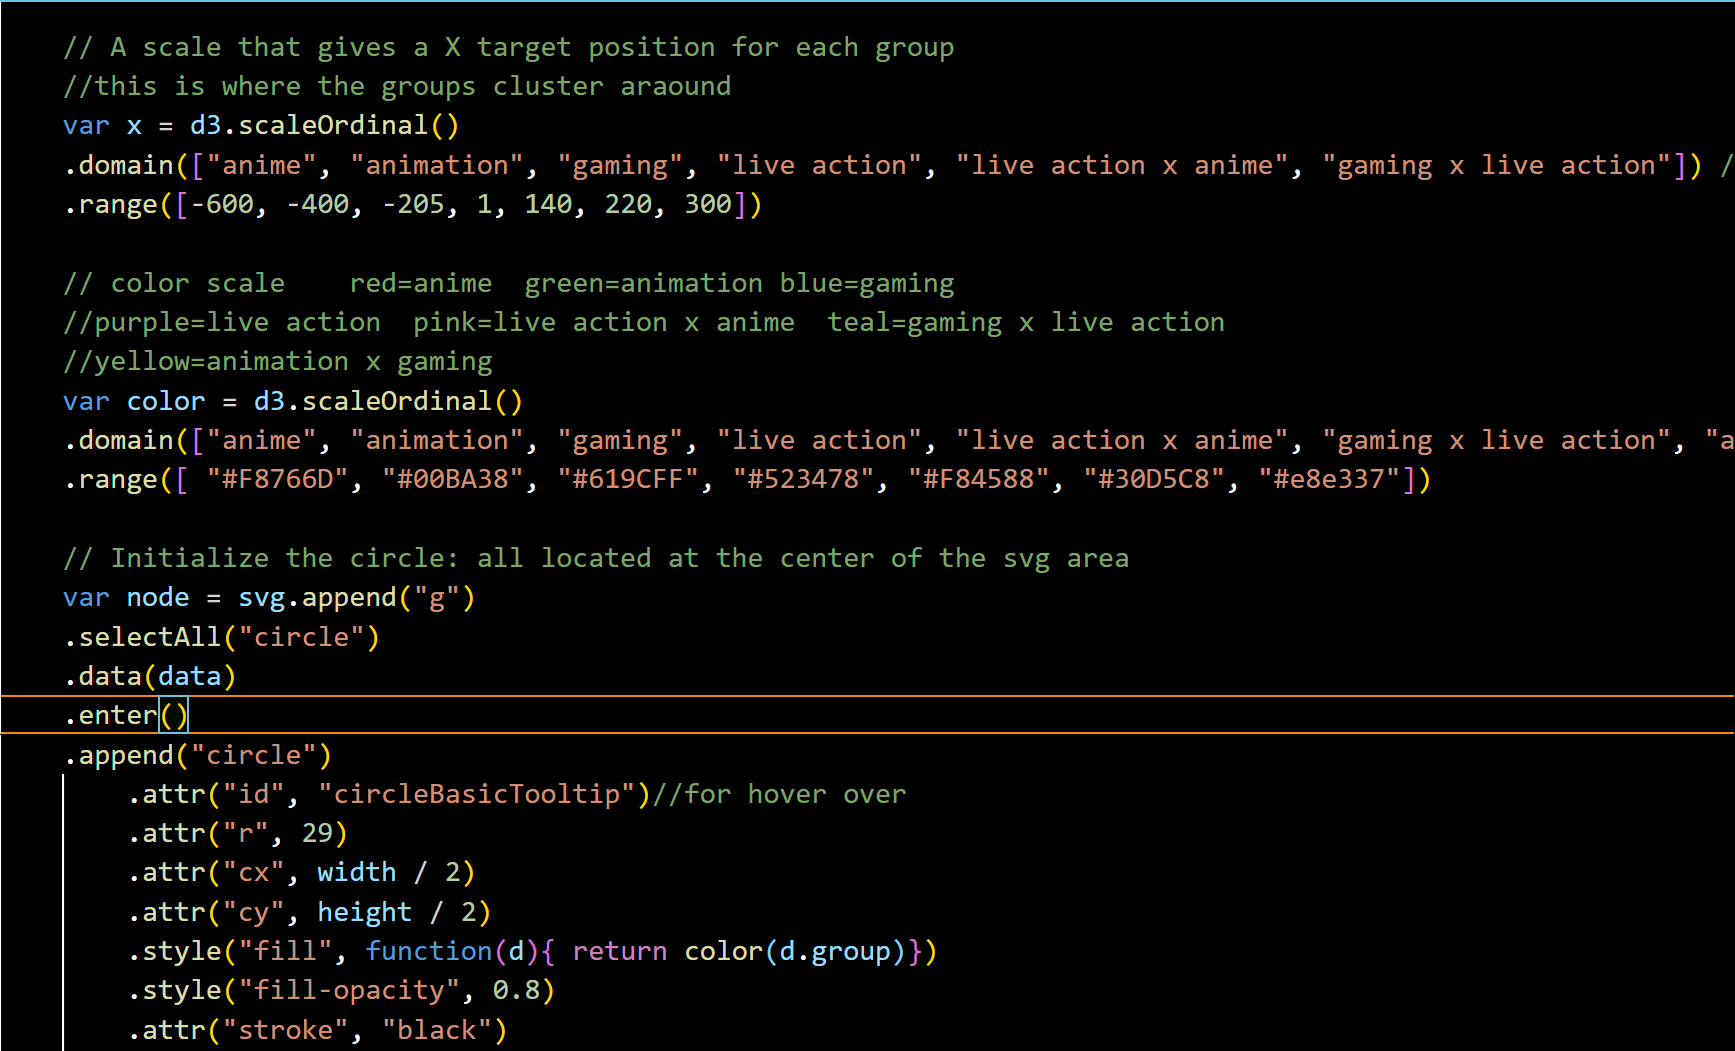 // A scale that gives a X target position for each group
//this is where the groups cluster araound
var x = d3.scaleOrdinal()
.domain(["anime", "animation", "gaming", "live action", "live action x anime", "gaming x live action"]) /
.range([-600, -400, -205, 1, 140, 220, 300])
// color scale    red=anime  green=animation blue=gaming
//purple=live action  pink=live action x anime  teal=gaming x live action
//yellow=animation x gaming
var color = d3.scaleOrdinal()
.domain(["anime", "animation", "gaming", "live action", "live action x anime", "gaming x live action", "a
.range([ "#F8766D", "#00BA38", "#619CFF", "#523478", "#F84588", "#30D5C8", "#e8e337"])
// Initialize the circle: all located at the center of the svg area
var node = svg.append("g")
.selectAll("circle")
.data(data)
.enter()
.append("circle")
.attr("id", "circleBasicTooltip")//for hover over
.attr("r", 29)
.attr("cx", width / 2)
.attr("cy", height / 2)
.style("fill", function(d){ return color(d.group)})
.style("fill-opacity", 0.8)
.attr("stroke", "black")